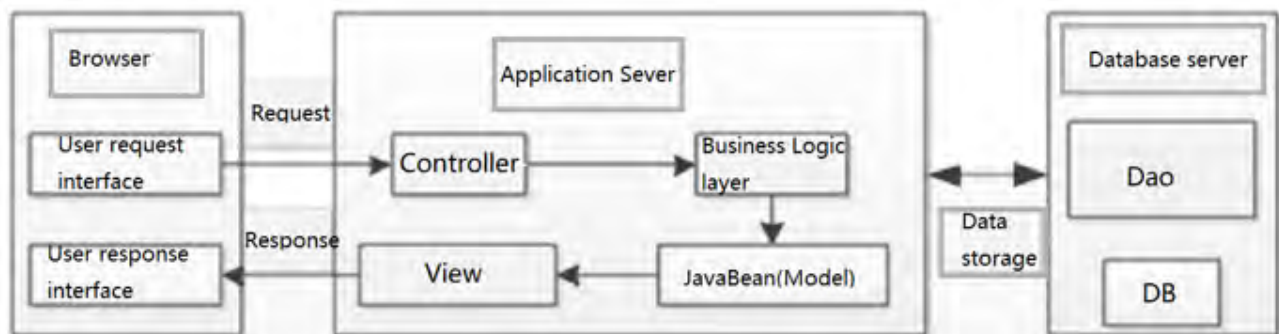 Browser
Application Sever
Database server
Request
User request
interface
Controller
Business Logic
layer
Dao
Response
User response
interface
View
JavaBean(Model)
Data
storage
DB